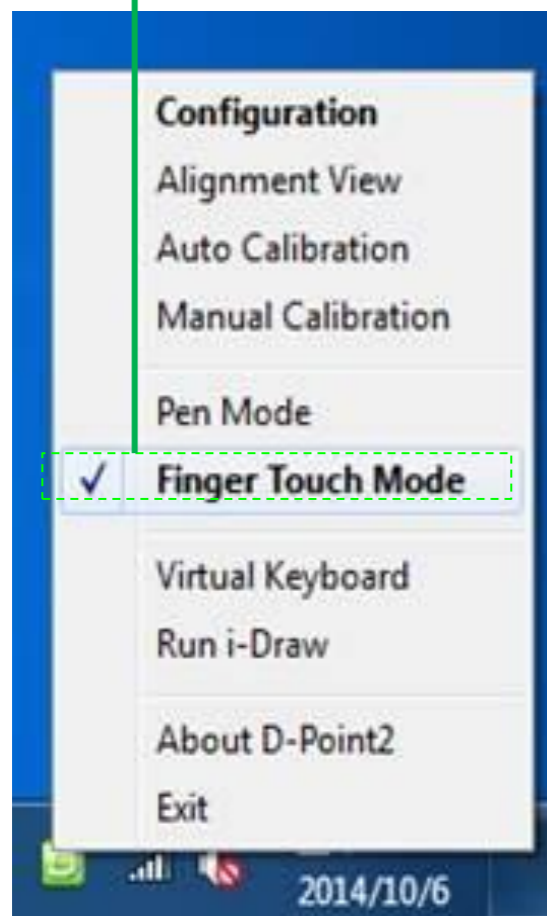 Configuration
Alignment View
Auto Calibration
Manual Calibration
Pen Mode
Finger Touch Mode
Virtual Keyboard
Run i-Draw
About D-Point2
Exit
2014/10/6